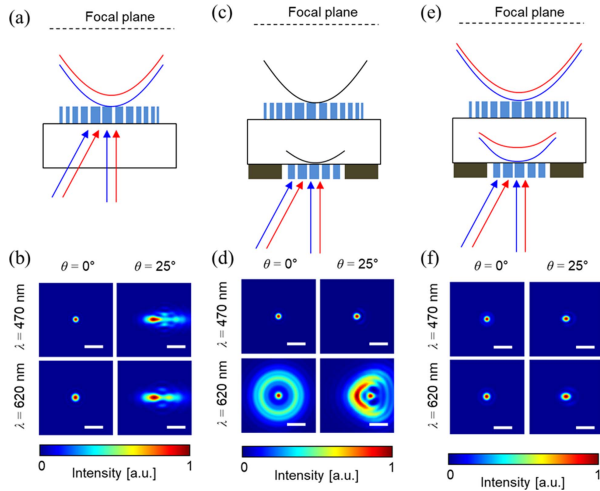 (a)
Focal plane
(c)
Focal plane
(e)
Focal plane
(b)
θ = 0°
θ = 25°
λ = 470 nm
λ = 620 nm
0
1
Intensity [a.u.]
(d)
θ = 0°
θ = 25°
λ = 470 nm
λ = 620 nm
0
1
Intensity [a.u.]
(f)
θ = 0°
θ = 25°
λ = 470 nm
λ = 620 nm
0
1
Intensity [a.u.]